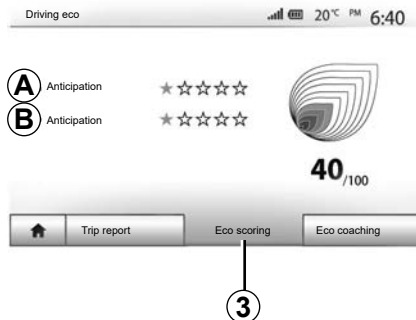 Driving eco 20°C PM 6:40
A Anticipation
B Anticipation
40/100
Trip report Eco scoring Eco coaching
3